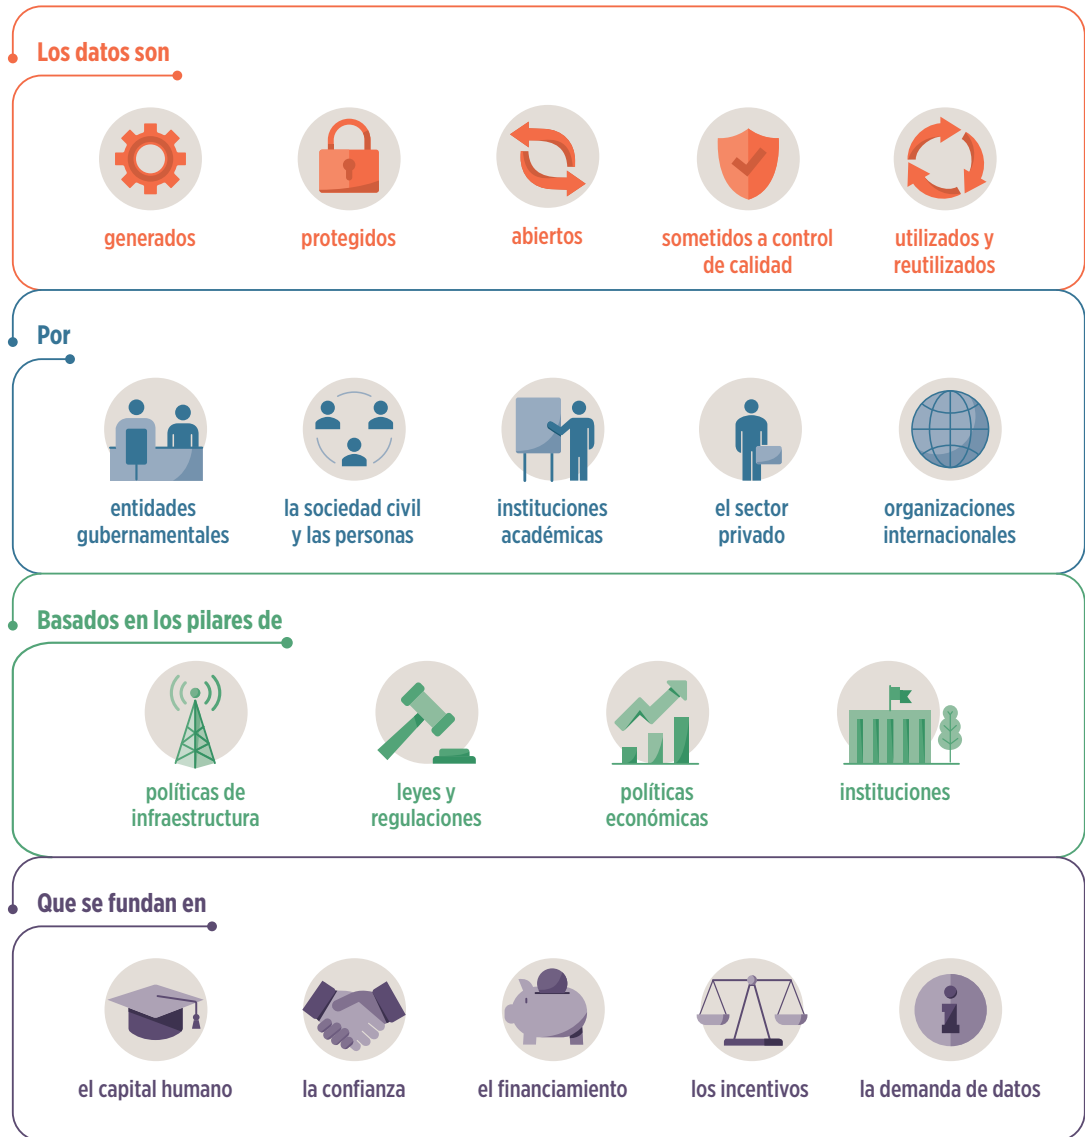 Los datos son
generados
protegidos
abiertos
sometidos a control
de calidad
utilizados y
reutilizados
Por
entidades
gubernamentales
la sociedad civil
y las personas
instituciones
académicas
el sector
privado
organizaciones
internacionales
Basados en los pilares de
políticas de
infraestructura
leyes y
regulaciones
políticas
económicas
instituciones
Que se fundan en
el capital humano
la confianza
el financiamiento
los incentivos
la demanda de datos